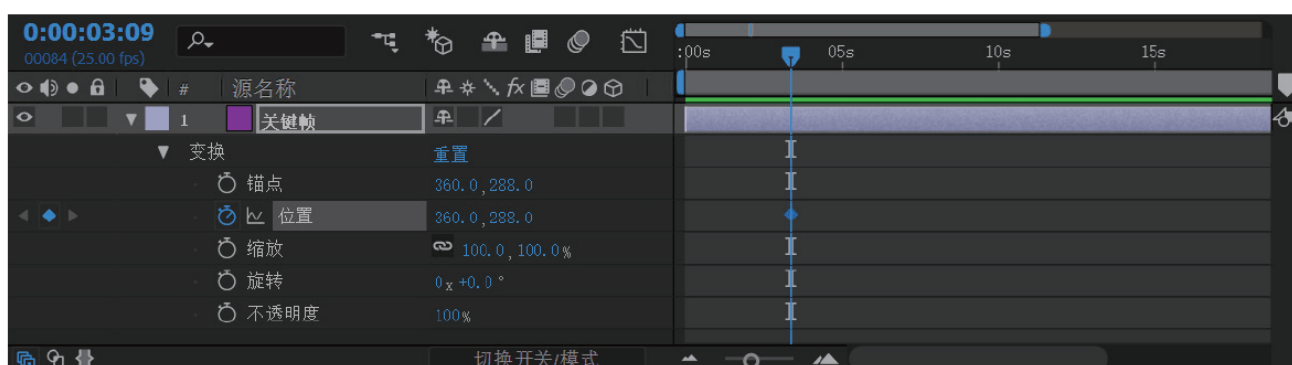 0:00:03:09
00084 (25.00 fps)
:00s 05s 10s 15s
# 源名称 fx
1 关键帧
变换 重置
锚点 360.0,288.0
位置 360.0,288.0
缩放 100.0,100.0%
旋转 0x+0.0°
不透明度 100%
切换开关/模式